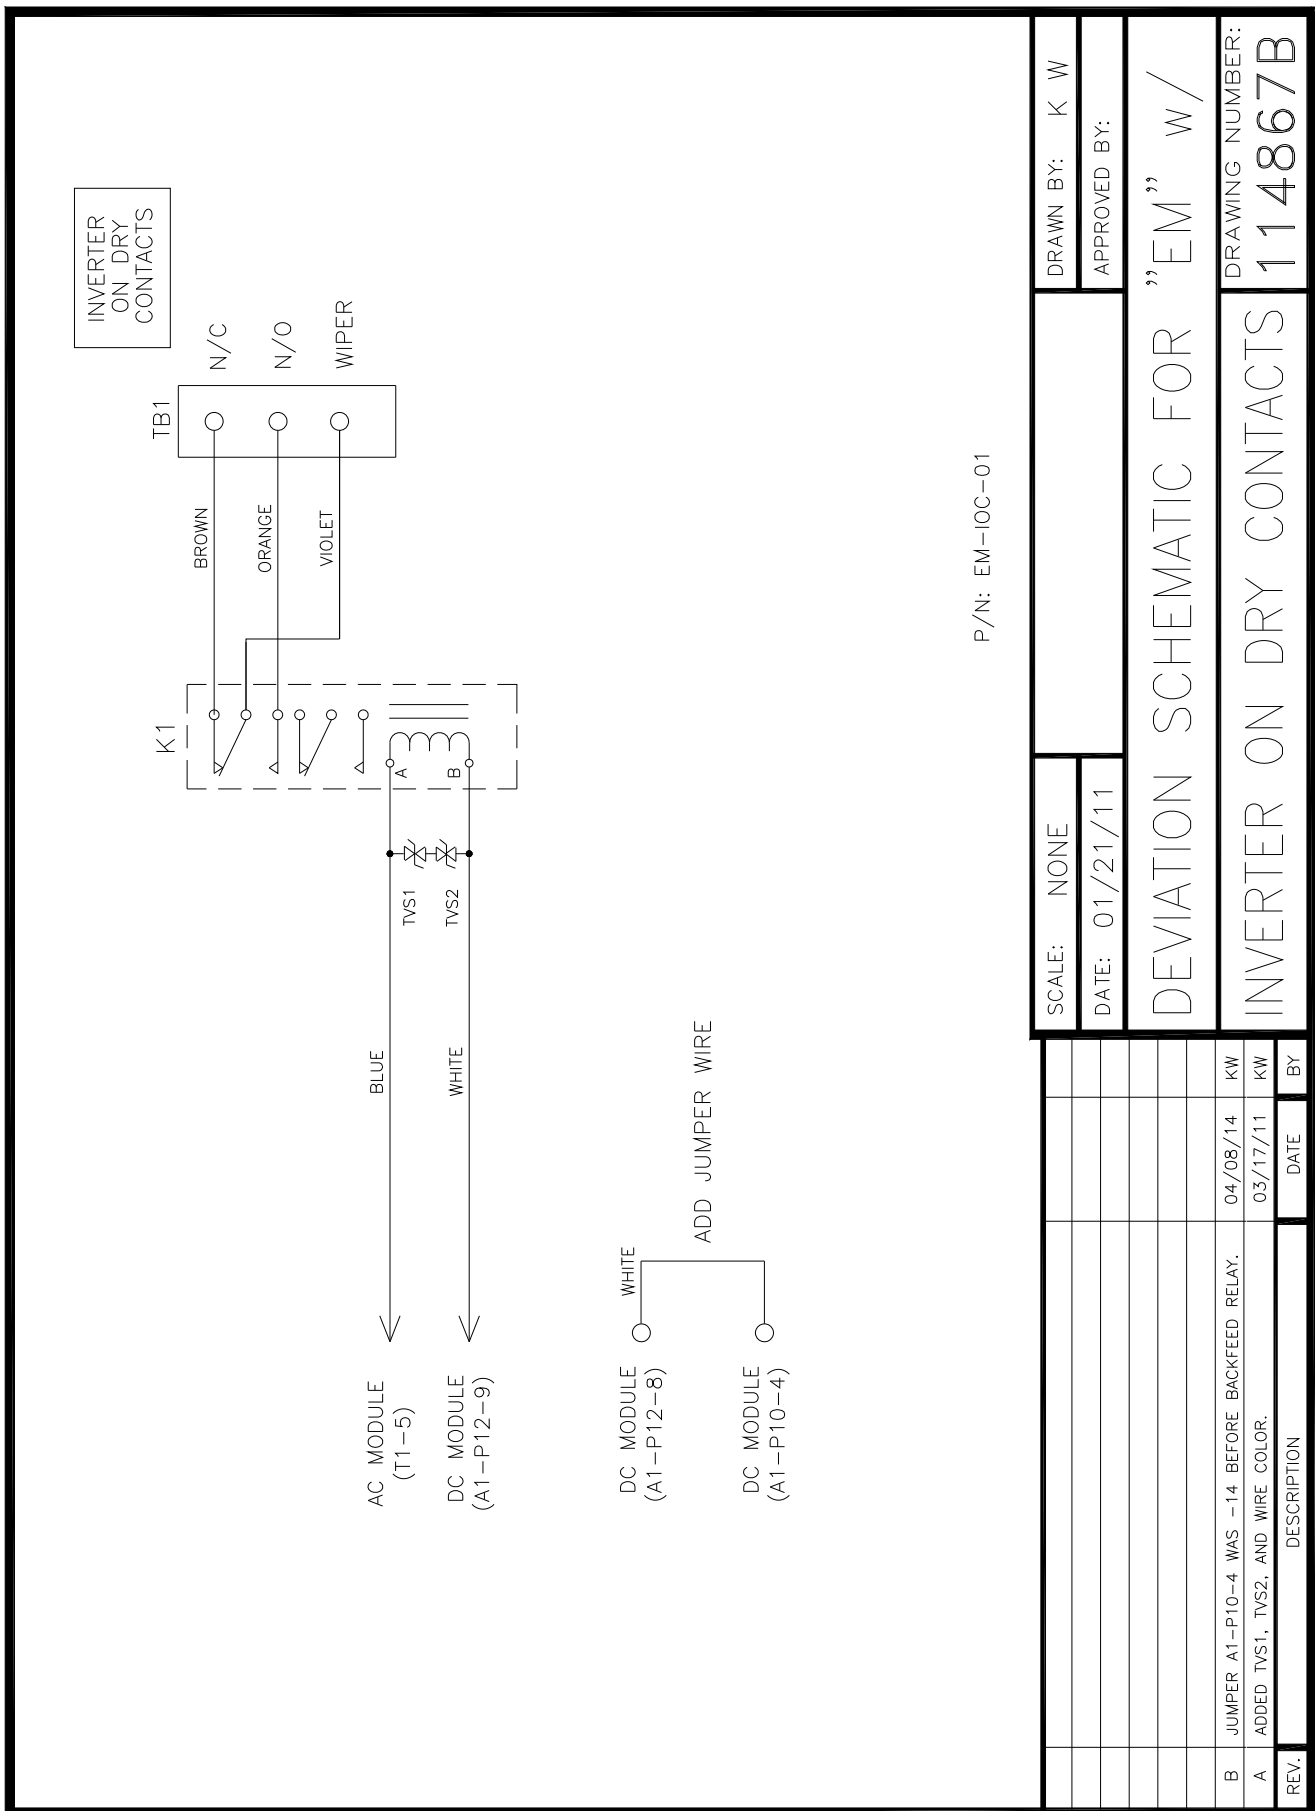 INVERTER
ON DRY
CONTACTS
TB1
N/C
N/O
WIPER
BROWN
ORANGE
VIOLET
K1
A
B
TVS1
TVS2
BLUE
WHITE
AC MODULE
(T1-5)
DC MODULE
(A1-P12-9)
DC MODULE
(A1-P12-8)
WHITE
ADD JUMPER WIRE
DC MODULE
(A1-P10-4)
P/N: EM-IOC-01
B JUMPER A1-P10-4 WAS -14 BEFORE BACKFEED RELAY. 04/08/14 KW
A ADDED TVS1, TVS2, AND WIRE COLOR. 03/17/11 KW
REV. DESCRIPTION DATE BY
SCALE: NONE
DRAWN BY: K W
DATE: 01/21/11
APPROVED BY:
DEVIATION SCHEMATIC FOR "EM" W/
INVERTER ON DRY CONTACTS
DRAWING NUMBER:
114867B